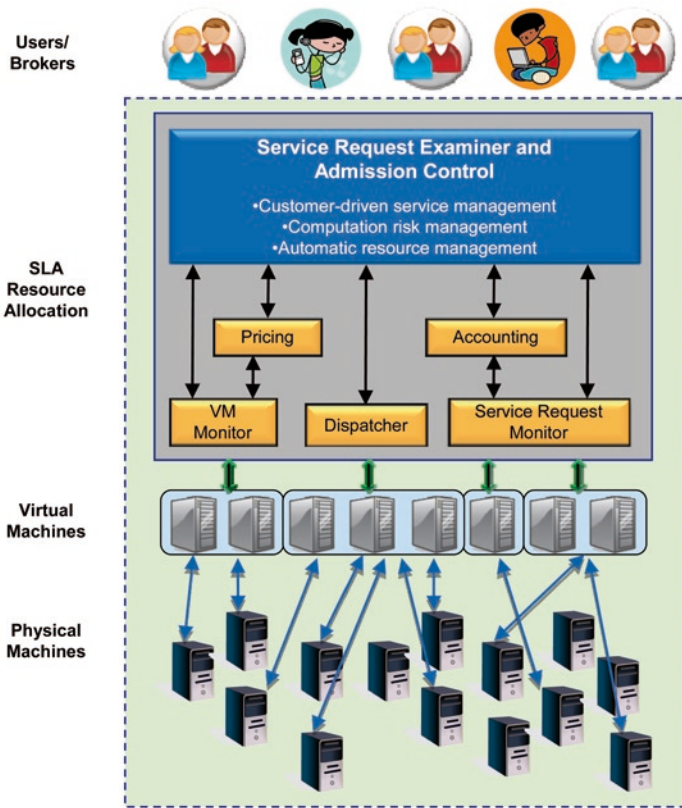 Users/
Brokers
Service Request Examiner and
Admission Control
•Customer-driven service management
•Computation risk management
•Automatic resource management
SLA
Resource
Allocation
Pricing
Accounting
VM
Monitor
Dispatcher
Service Request
Monitor
Virtual
Machines
Physical
Machines